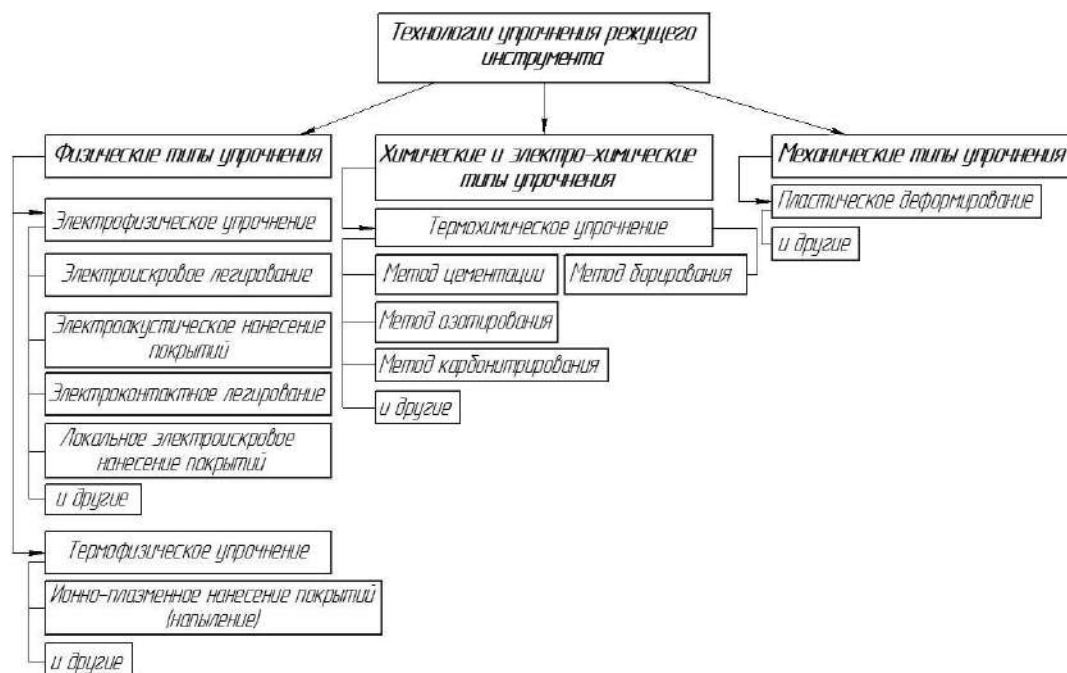 Технологии упрочнения режущего
инструмента
Физические типы упрочнения
Электрофизическое упрочнение
Электроискровое легирование
Электроакустическое нанесение
покрытий
Электроконтактное легирование
Локальное электроискровое
нанесение покрытий
и другие
Термофизическое упрочнение
Ионно-плазменное нанесение покрытий
(напыление)
и другие
Химические и электро-химические
типы упрочнения
Термохимическое упрочнение
Метод цементации
Метод борирования
Метод азотирования
Метод карбонитрирования
и другие
Механические типы упрочнения
Пластическое деформирование
и другие